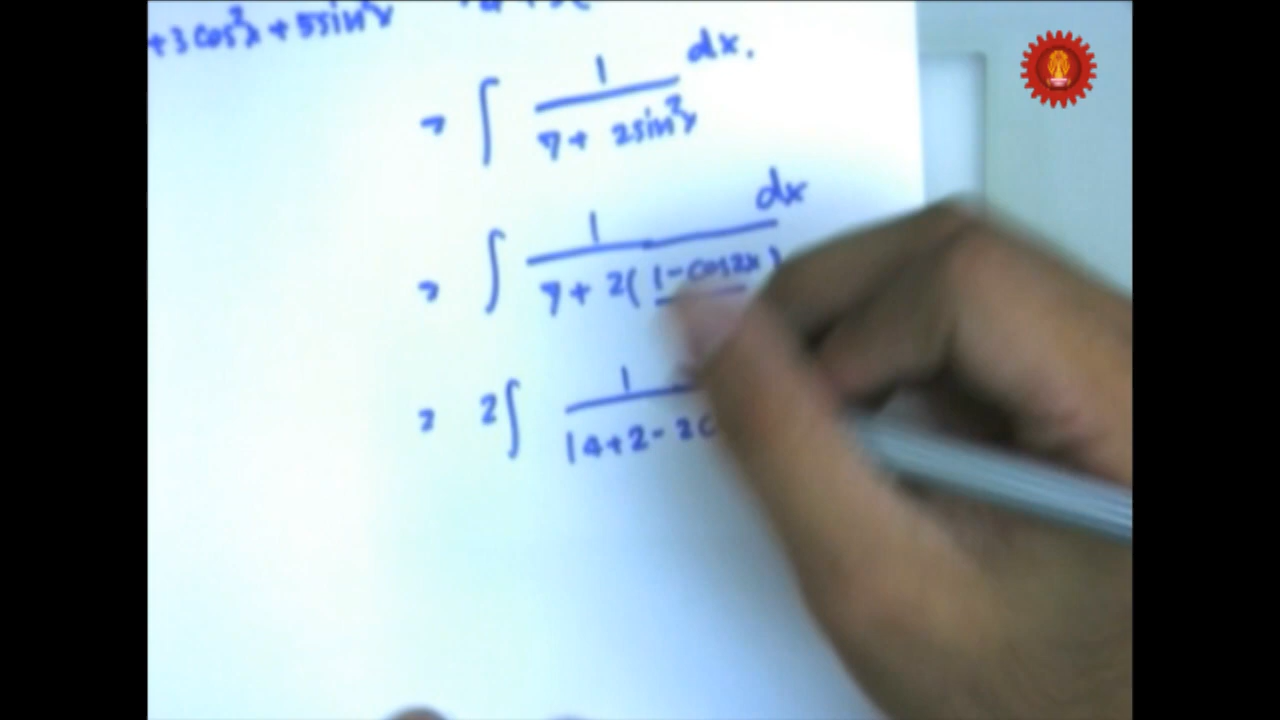 +3cos²x + 5sin²x
= ∫ 1 / (7 + 2sin²x) dx.
= ∫ 1 / (7 + 2(1-cos2x)) dx
= 2∫ 1 / (14+2-2c